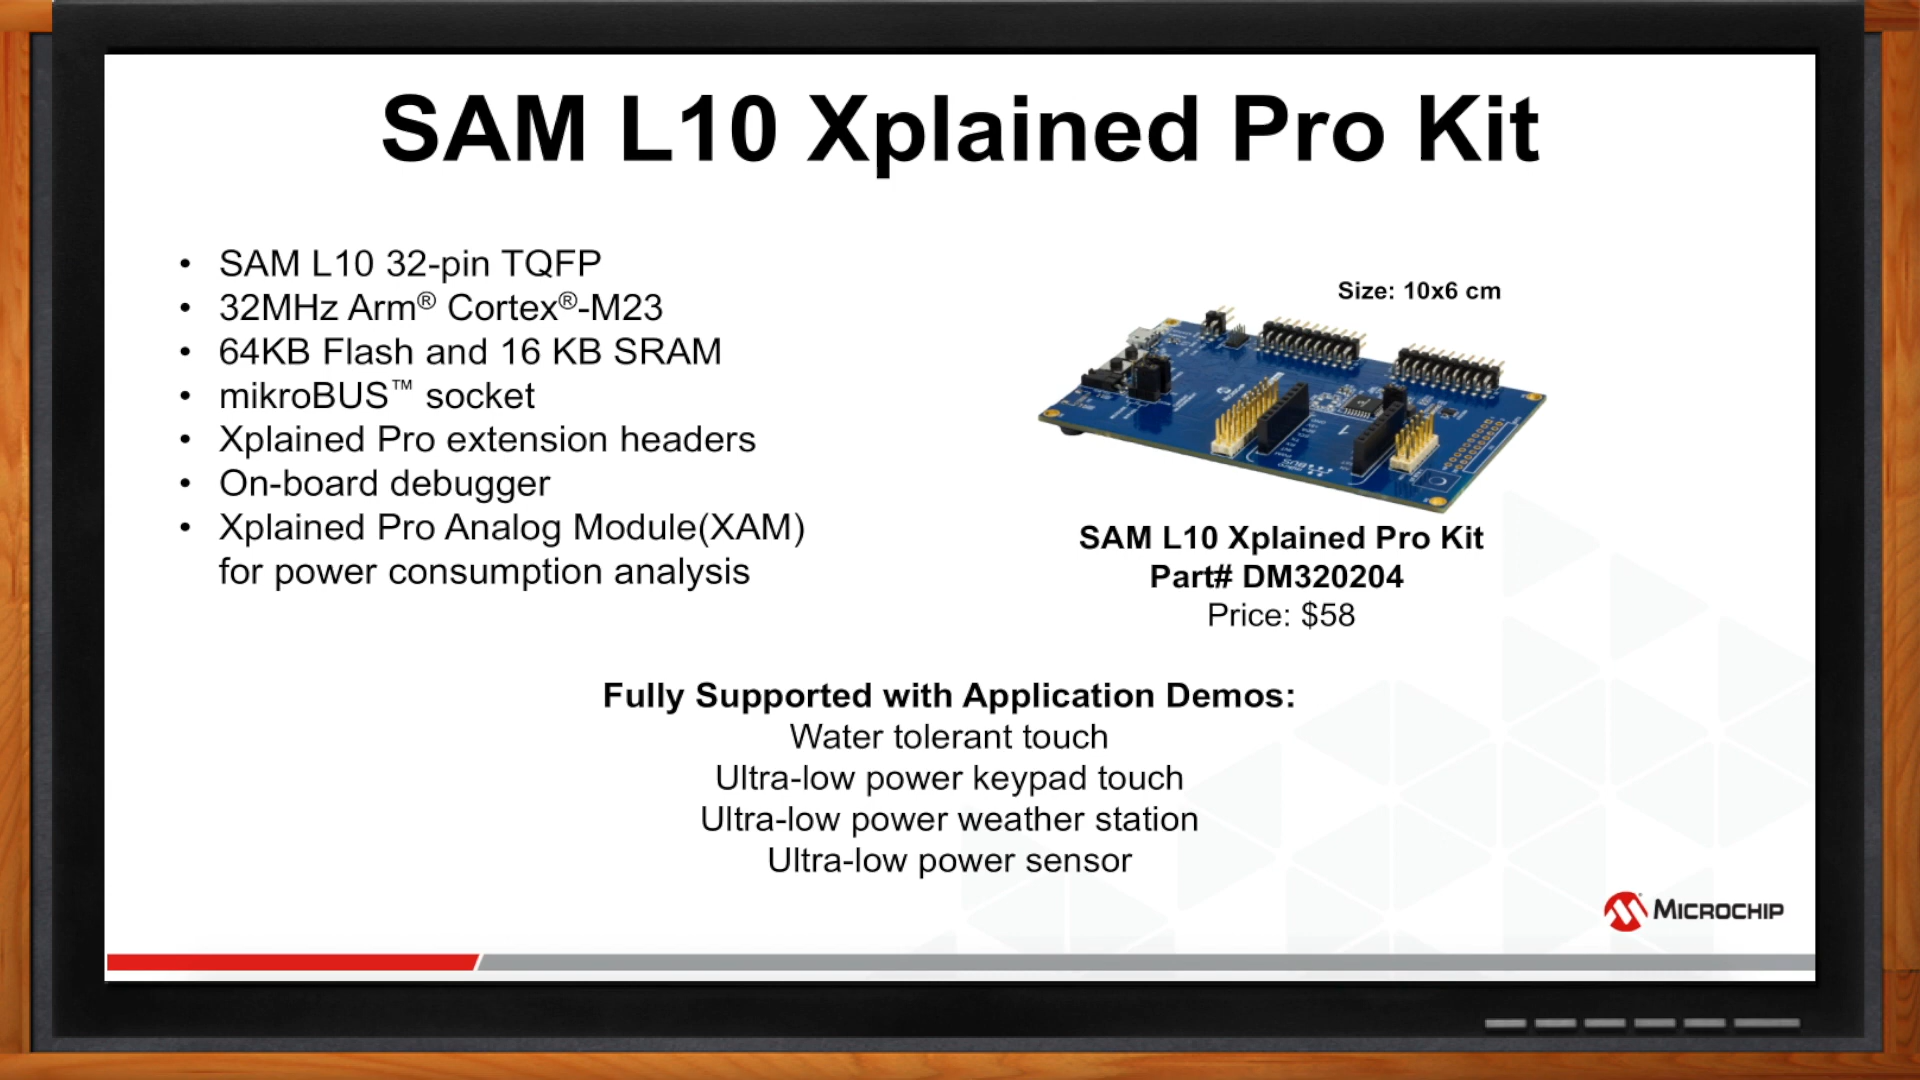 SAM L10 Xplained Pro Kit
• SAM L10 32-pin TQFP
• 32MHz Arm® Cortex®-M23
• 64KB Flash and 16 KB SRAM
• mikroBUS™ socket
• Xplained Pro extension headers
• On-board debugger
• Xplained Pro Analog Module(XAM)
for power consumption analysis
Size: 10x6 cm
SAM L10 Xplained Pro Kit
Part# DM320204
Price: $58
Fully Supported with Application Demos:
Water tolerant touch
Ultra-low power keypad touch
Ultra-low power weather station
Ultra-low power sensor
MICROCHIP